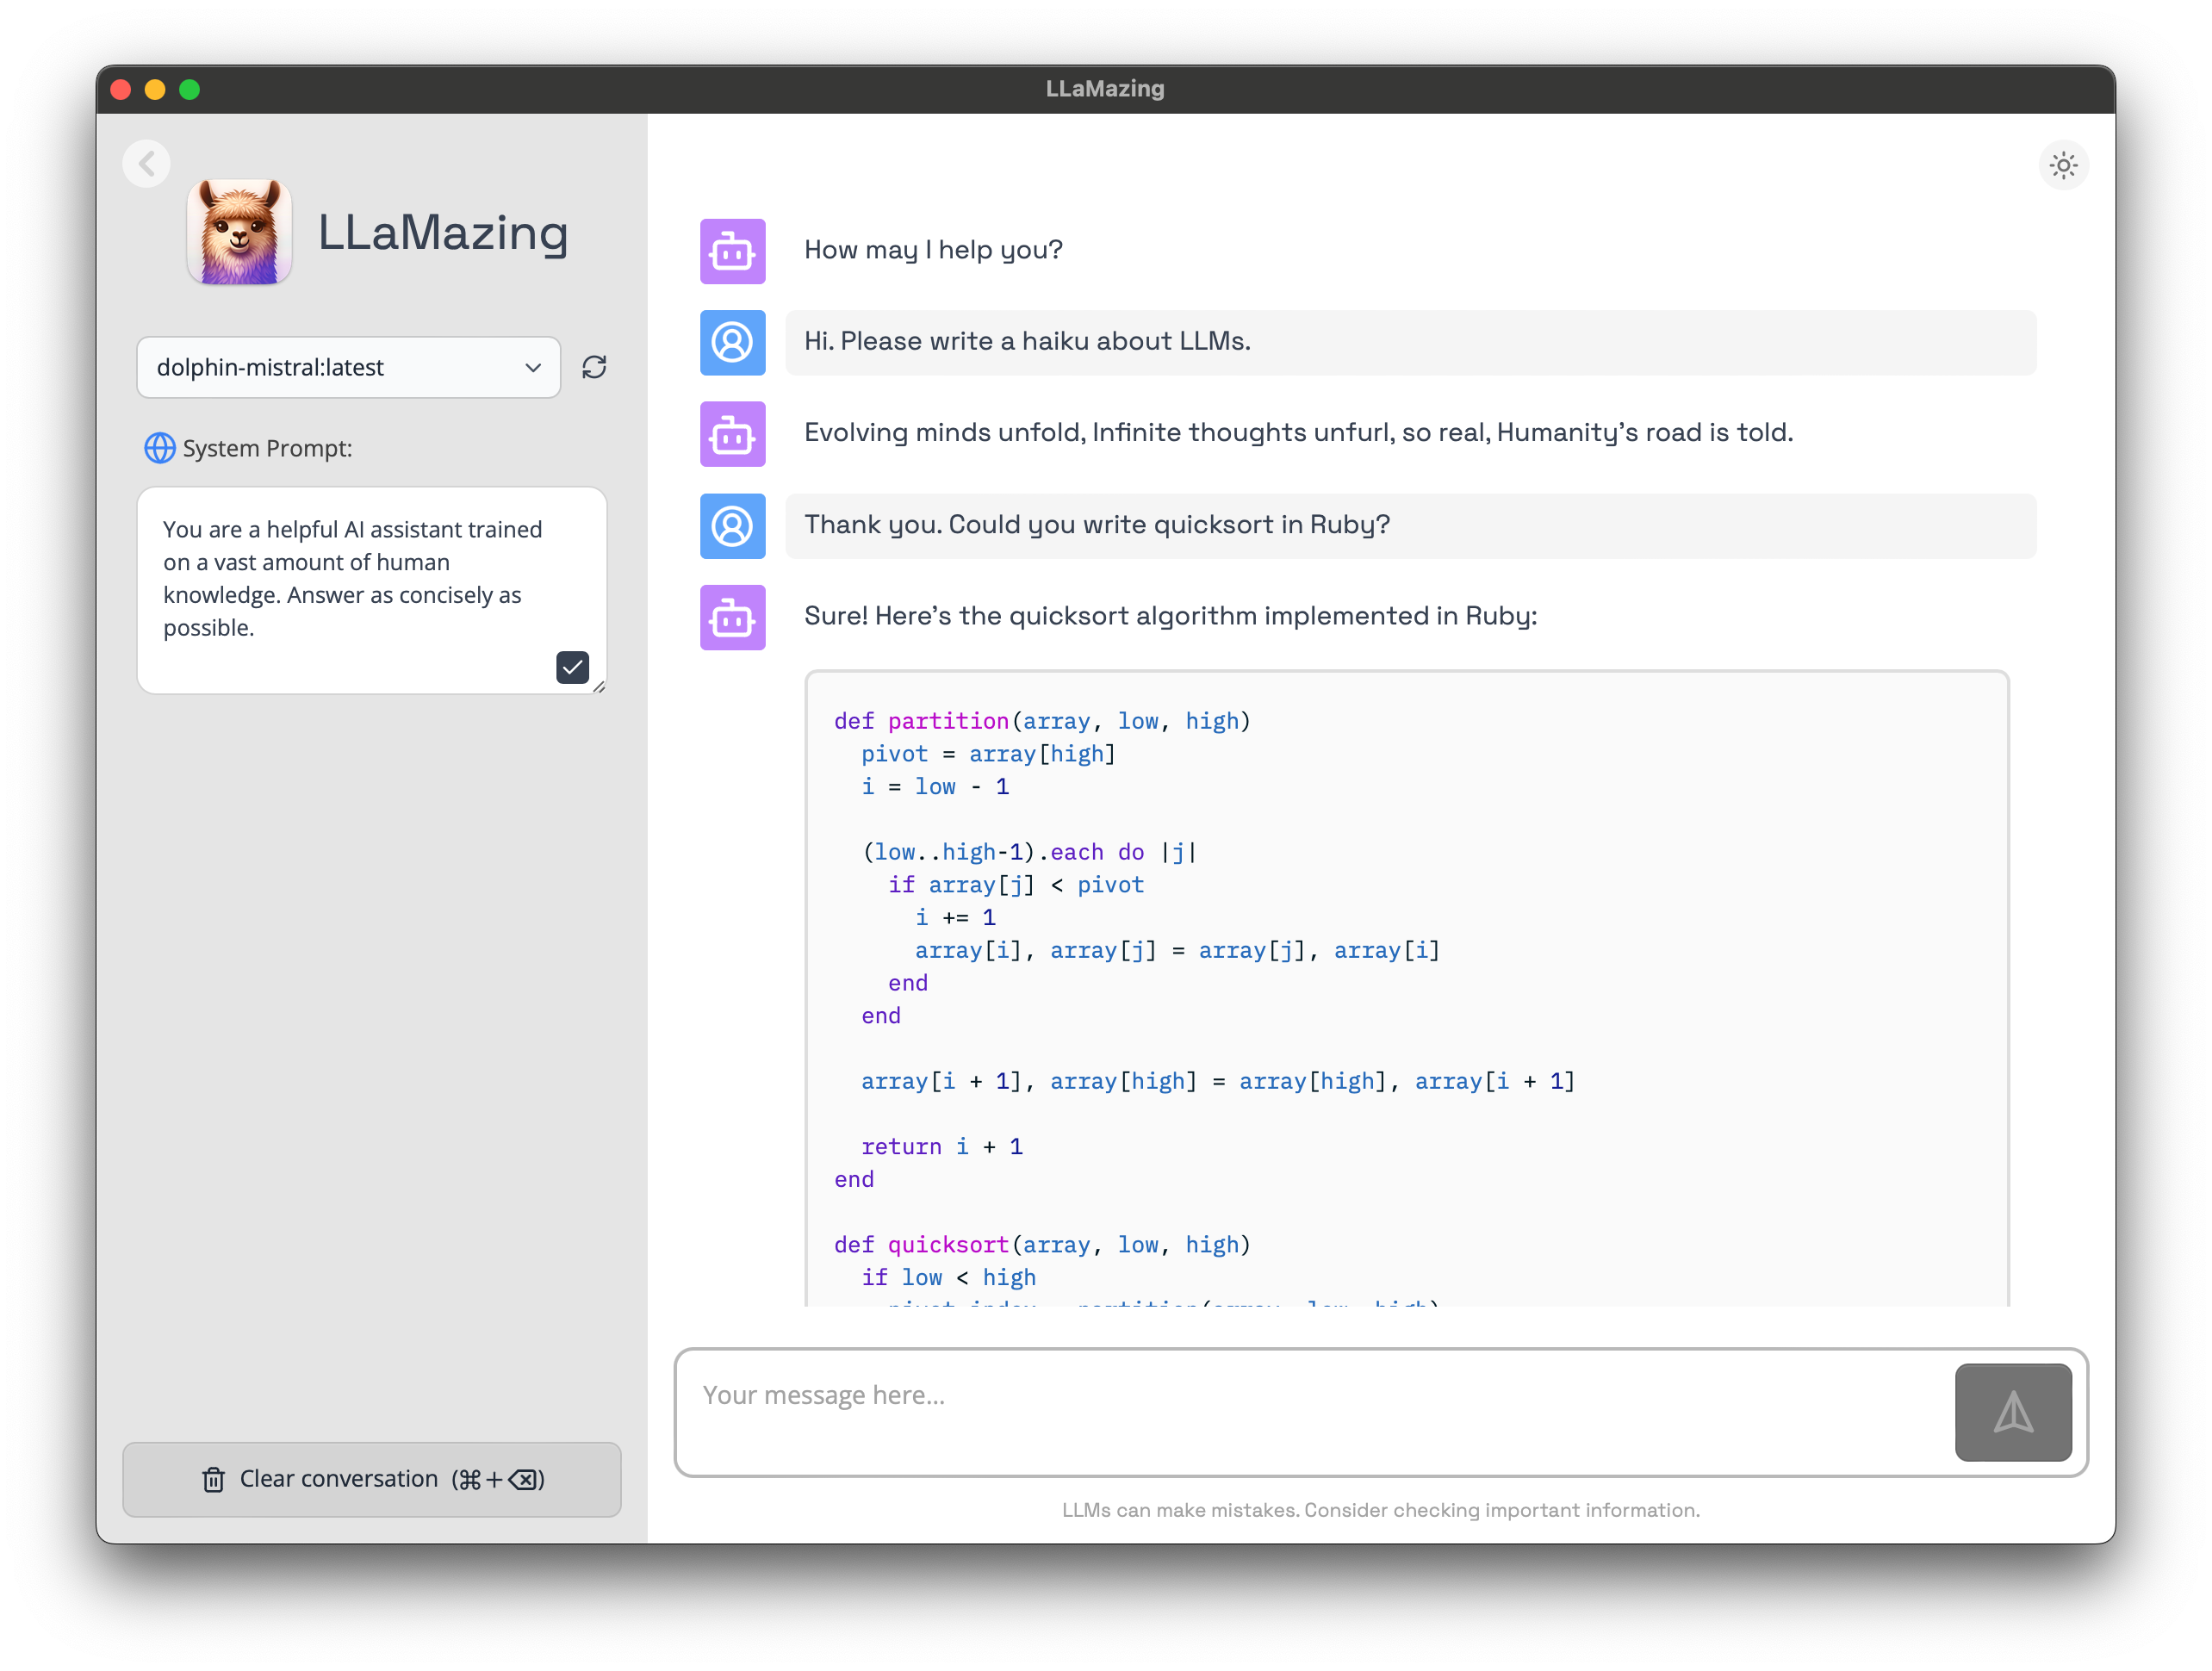 LLaMazing
LLaMazing
dolphin-mistral:latest
System Prompt:
You are a helpful AI assistant trained
on a vast amount of human
knowledge. Answer as concisely as
possible.
Clear conversation (⌘+⌫)
How may I help you?
Hi. Please write a haiku about LLMs.
Evolving minds unfold, Infinite thoughts unfurl, so real, Humanity's road is told.
Thank you. Could you write quicksort in Ruby?
Sure! Here's the quicksort algorithm implemented in Ruby:
def partition(array, low, high)
  pivot = array[high]
  i = low - 1
  (low..high-1).each do |j|
    if array[j] < pivot
      i += 1
      array[i], array[j] = array[j], array[i]
    end
  end
  array[i + 1], array[high] = array[high], array[i + 1]
  return i + 1
end
def quicksort(array, low, high)
  if low < high
Your message here...
LLMs can make mistakes. Consider checking important information.